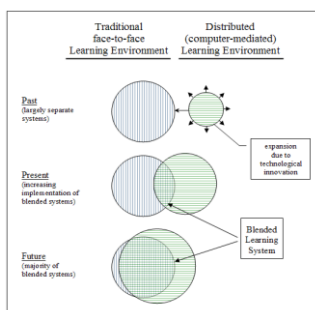 Traditional
face-to-face
Learning Environment
Distributed
(computer-mediated)
Learning Environment
Past
(largely separate
systems)
expansion
due to
technological
innovation
Present
(increasing
implementation of
blended systems)
Blended
Learning
System
Future
(majority of
blended systems)